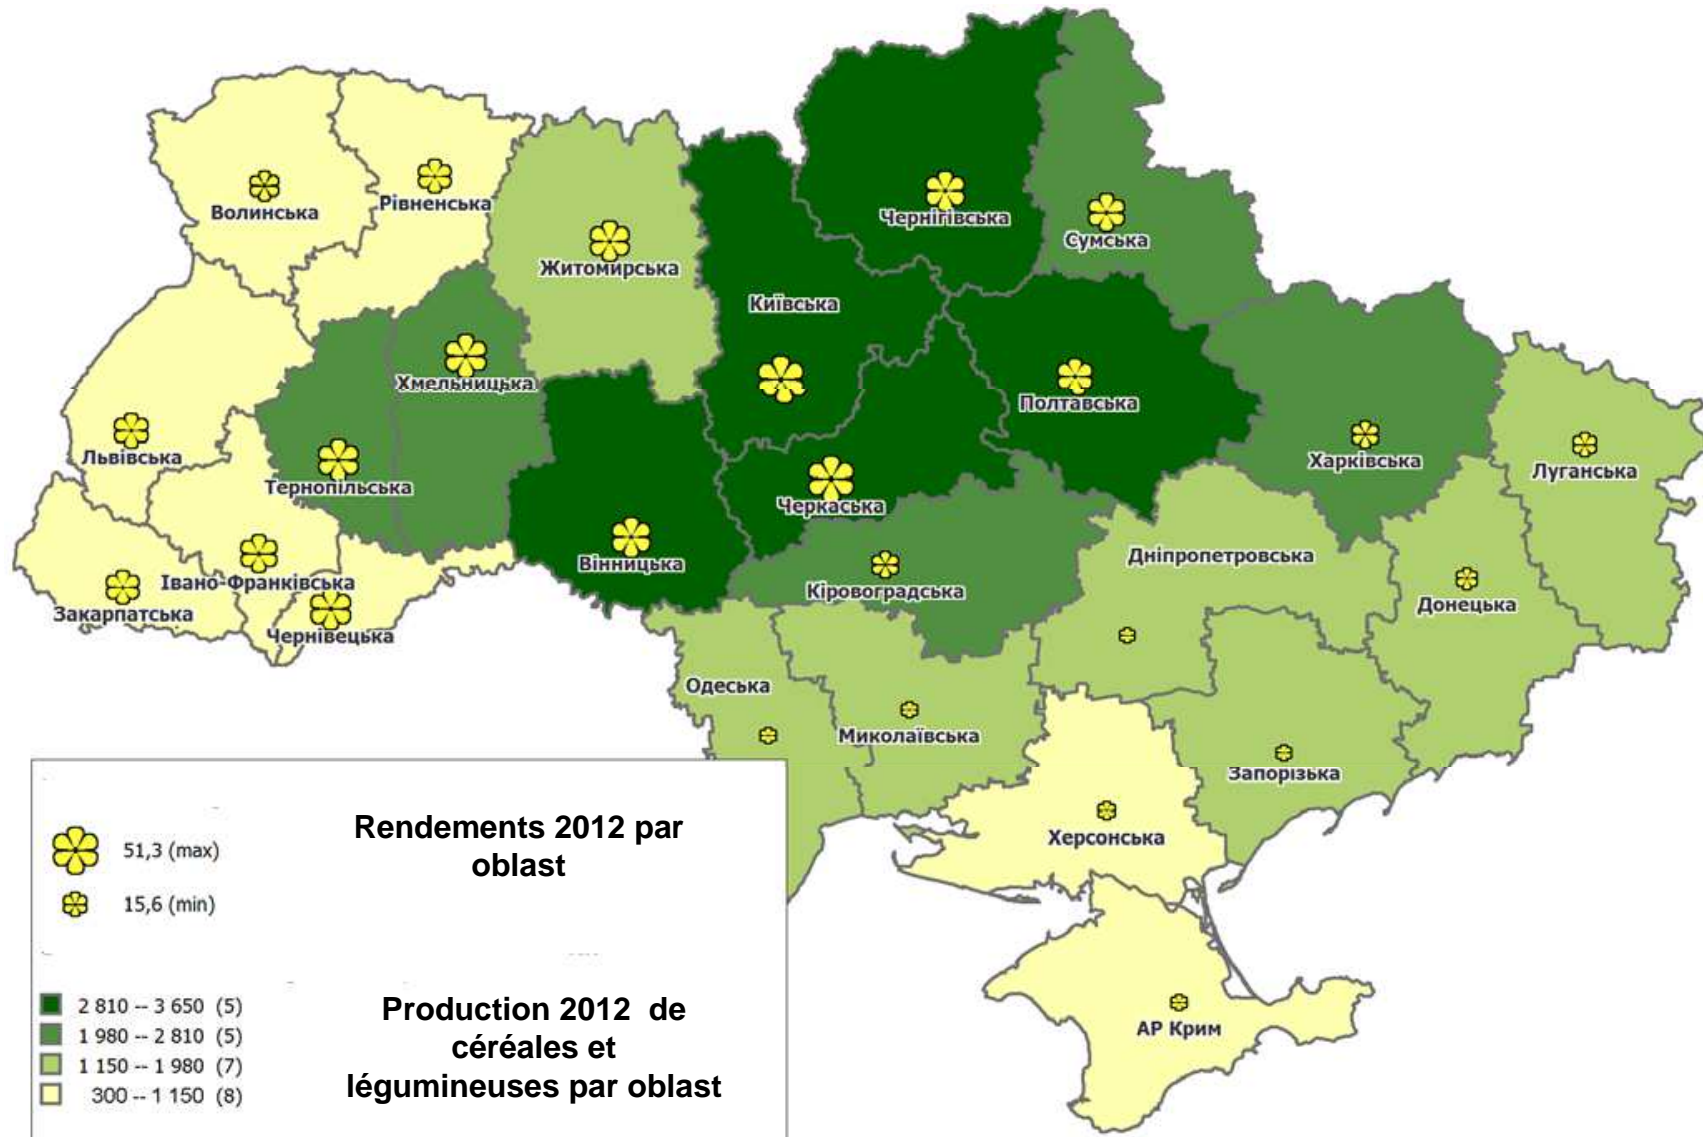 Волинська
Рівненська
Житомирська
Київська
Чернігівська
Сумська
Хмельницька
Полтавська
Харківська
Луганська
Львівська
Тернопільська
Черкаська
Вінницька
Івано-Франківська
Закарпатська
Чернівецька
Кіровоградська
Дніпропетровська
Донецька
Одеська
Миколаївська
Запорізька
Херсонська
АР Крим
Rendements 2012 par
oblast
51,3 (max)
15,6 (min)
Production 2012 de
céréales et
légumineuses par oblast
2 810 -- 3 650 (5)
1 980 -- 2 810 (5)
1 150 -- 1 980 (7)
300 -- 1 150 (8)